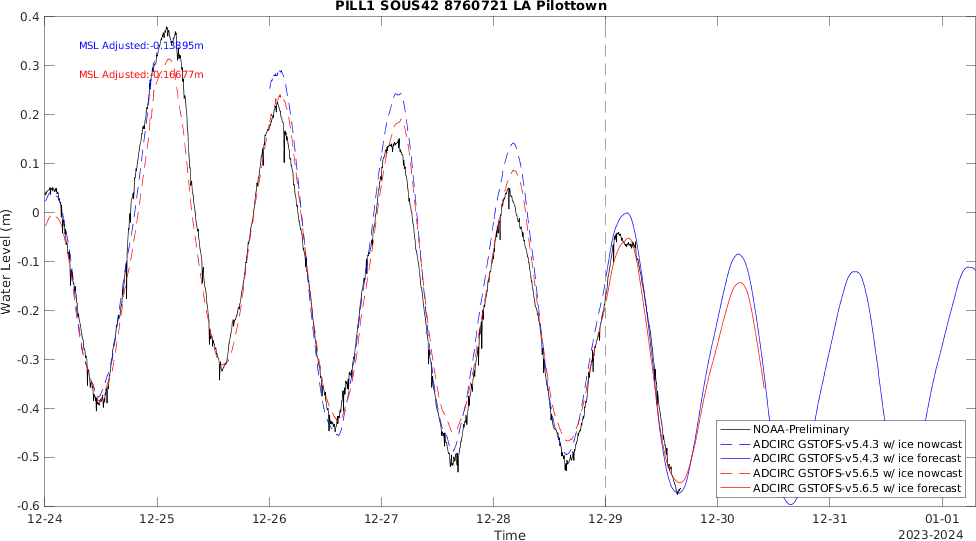 PILL1 SOUS42 8760721 LA Pilottown
MSL Adjusted:-0.13895m
MSL Adjusted:-0.16677m
0.4
0.3
0.2
0.1
0
-0.1
-0.2
-0.3
-0.4
-0.5
-0.6
Water Level (m)
NOAA-Preliminary
ADCIRC GSTOFS-v5.4.3 w/ ice nowcast
ADCIRC GSTOFS-v5.4.3 w/ ice forecast
ADCIRC GSTOFS-v5.6.5 w/ ice nowcast
ADCIRC GSTOFS-v5.6.5 w/ ice forecast
12-24 12-25 12-26 12-27 12-28 12-29 12-30 12-31 01-01
2023-2024
Time